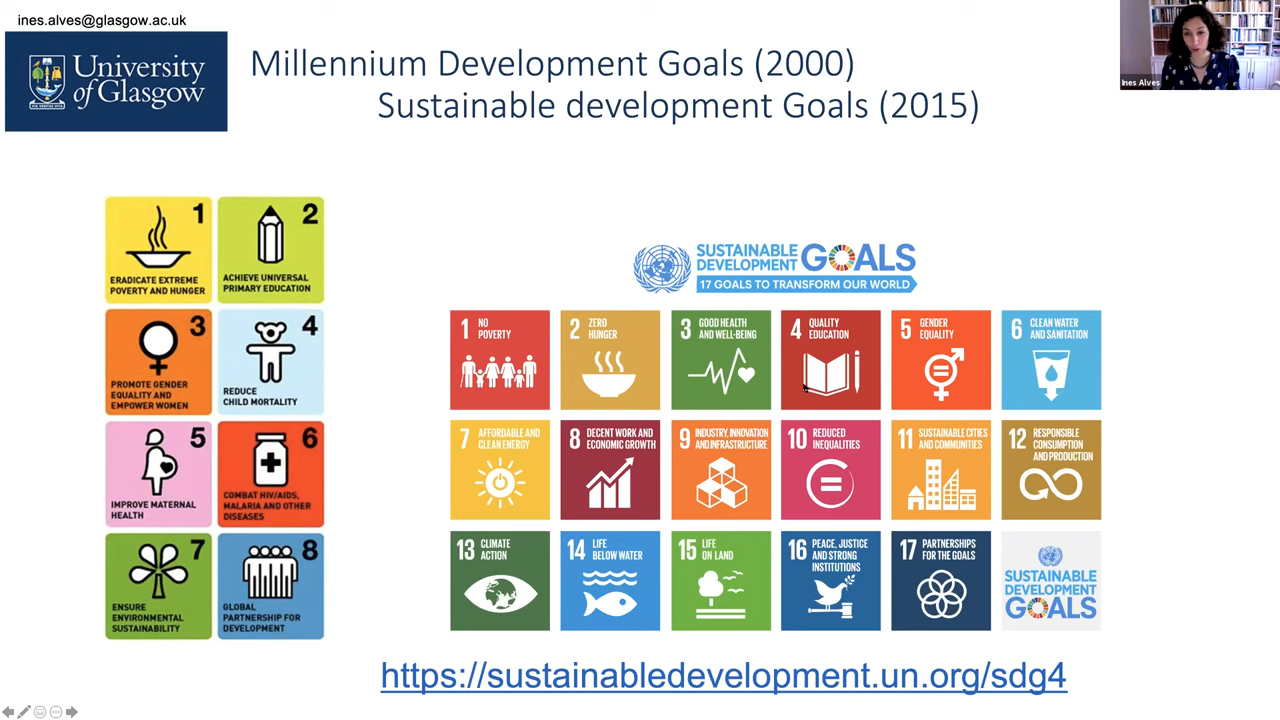 ines.alves@glasgow.ac.uk
University
of Glasgow
Millennium Development Goals (2000)
Sustainable development Goals (2015)
Ines Alves
1
ERADICATE EXTREME
POVERTY AND HUNGER
2
ACHIEVE UNIVERSAL
PRIMARY EDUCATION
3
PROMOTE GENDER
EQUALITY AND
EMPOWER WOMEN
4
REDUCE
CHILD MORTALITY
5
IMPROVE MATERNAL
HEALTH
6
COMBAT HIV/AIDS,
MALARIA AND OTHER
DISEASES
7
ENSURE
ENVIRONMENTAL
SUSTAINABILITY
8
GLOBAL
PARTNERSHIP FOR
DEVELOPMENT
SUSTAINABLE
DEVELOPMENT GOALS
17 GOALS TO TRANSFORM OUR WORLD
1 NO
POVERTY
2 ZERO
HUNGER
3 GOOD HEALTH
AND WELL-BEING
4 QUALITY
EDUCATION
5 GENDER
EQUALITY
6 CLEAN WATER
AND SANITATION
7 AFFORDABLE AND
CLEAN ENERGY
8 DECENT WORK AND
ECONOMIC GROWTH
9 INDUSTRY, INNOVATION
AND INFRASTRUCTURE
10 REDUCED
INEQUALITIES
11 SUSTAINABLE CITIES
AND COMMUNITIES
12 RESPONSIBLE
CONSUMPTION
AND PRODUCTION
13 CLIMATE
ACTION
14 LIFE
BELOW WATER
15 LIFE
ON LAND
16 PEACE, JUSTICE
AND STRONG
INSTITUTIONS
17 PARTNERSHIPS
FOR THE GOALS
SUSTAINABLE
DEVELOPMENT
GOALS
https://sustainabledevelopment.un.org/sdg4